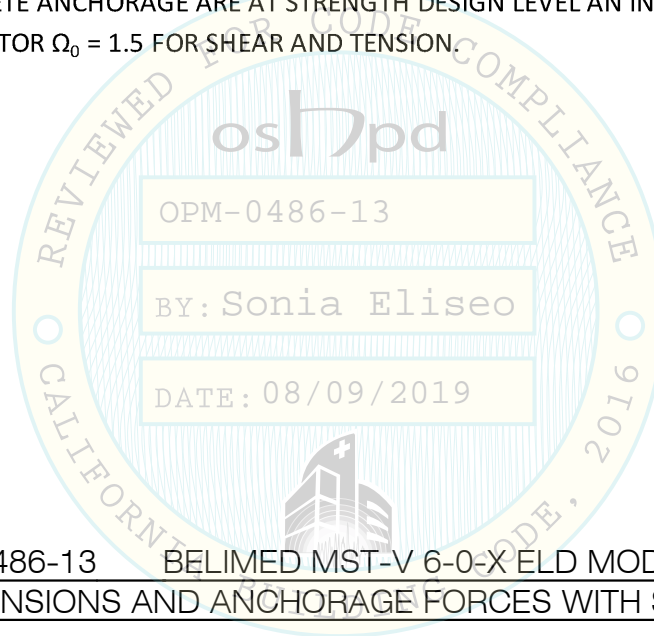 ETE ANCHORAGE ARE AT STRENGTH DESIGN LEVEL AN IN
TOR Ω₀ = 1.5 FOR SHEAR AND TENSION.
REVIEWED FOR CODE COMPLIANCE
oshpd
OPM-0486-13
BY: Sonia Eliseo
DATE: 08/09/2019
CALIFORNIA BUILDING CODE, 2016
486-13 BELIMED MST-V 6-0-X ELD MOD
ENSIONS AND ANCHORAGE FORCES WITH S